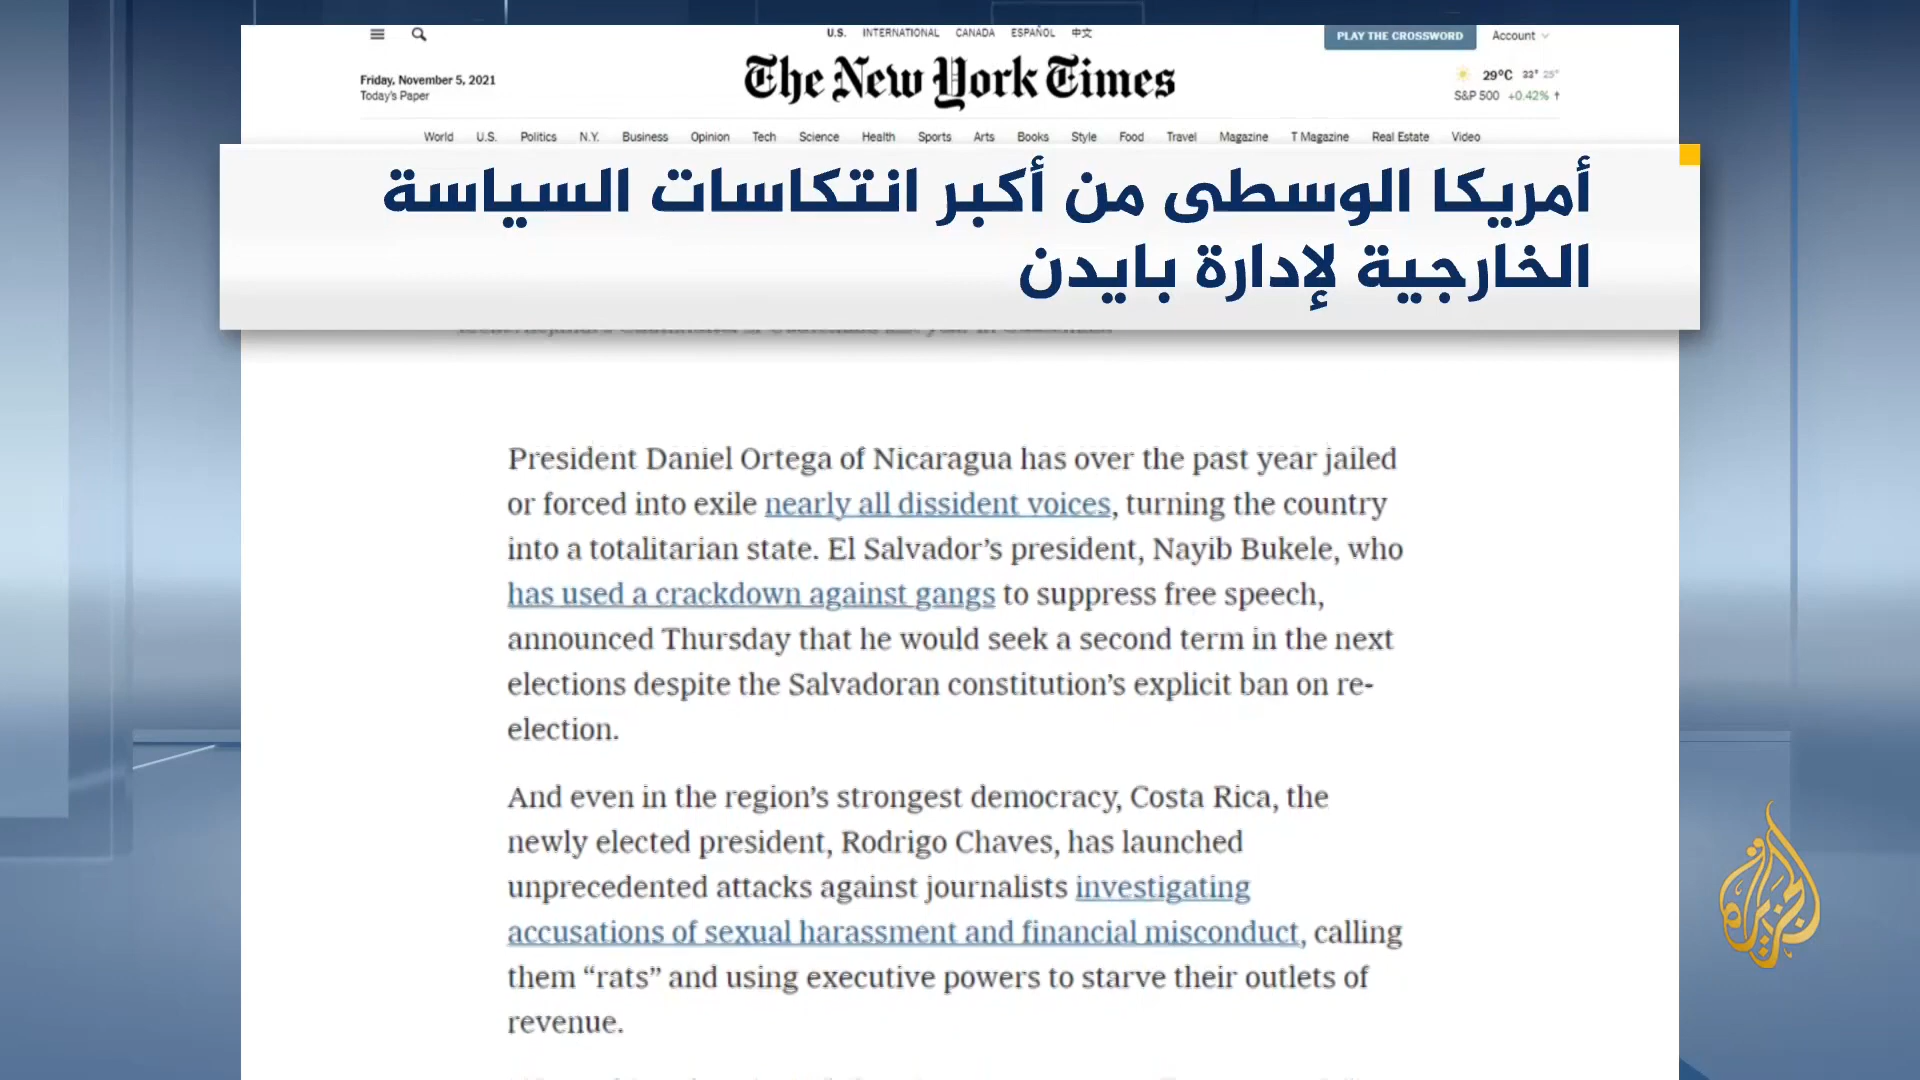 U.S. INTERNATIONAL CANADA ESPAÑOL 中文
PLAY THE CROSSWORD
Account
Friday, November 5, 2021
Today's Paper
The New York Times
29°C 33° 25°
S&P 500 +0.42% ↑
World U.S. Politics N.Y. Business Opinion Tech Science Health Sports Arts Books Style Food Travel Magazine T Magazine Real Estate Video
أمريكا الوسطى من أكبر انتكاسات السياسة
الخارجية لإدارة بايدن
President Daniel Ortega of Nicaragua has over the past year jailed
or forced into exile nearly all dissident voices, turning the country
into a totalitarian state. El Salvador’s president, Nayib Bukele, who
has used a crackdown against gangs to suppress free speech,
announced Thursday that he would seek a second term in the next
elections despite the Salvadoran constitution’s explicit ban on re-
election.
And even in the region’s strongest democracy, Costa Rica, the
newly elected president, Rodrigo Chaves, has launched
unprecedented attacks against journalists investigating
accusations of sexual harassment and financial misconduct, calling
them “rats” and using executive powers to starve their outlets of
revenue.
الجزيرة